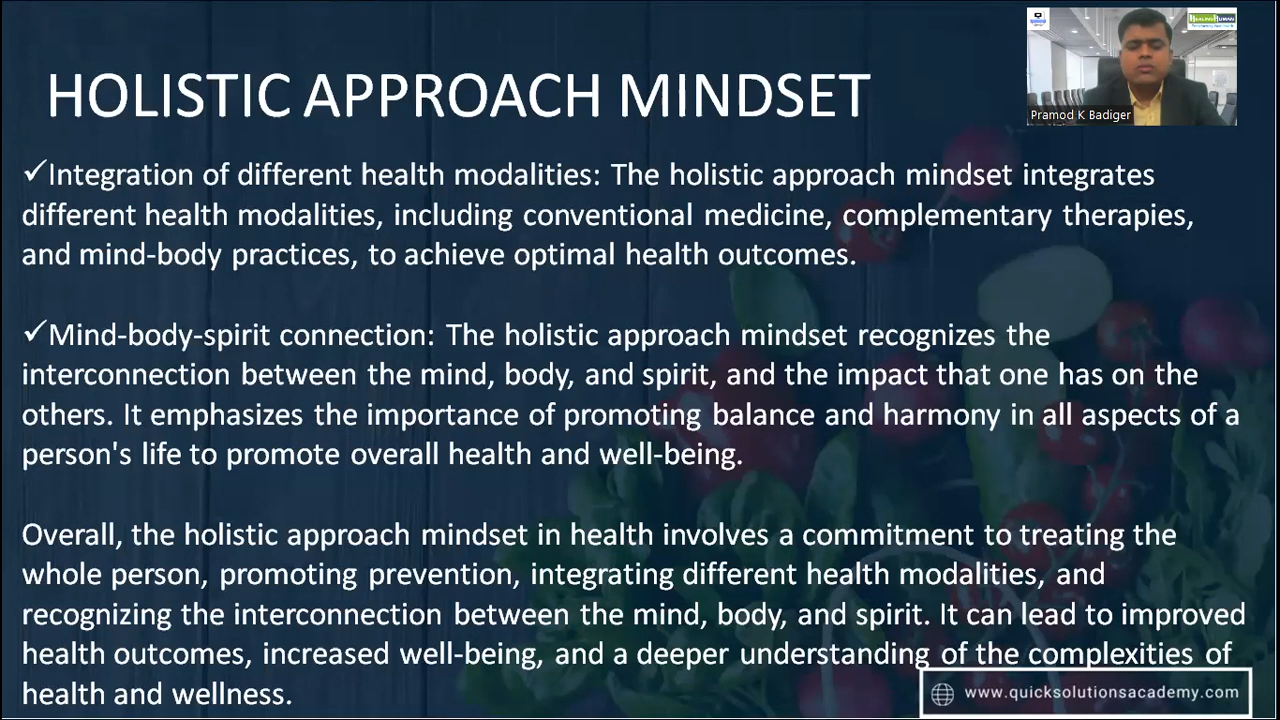 HOLISTIC APPROACH MINDSET
HEALING HUMAN
Pramod K Badiger
✓Integration of different health modalities: The holistic approach mindset integrates
different health modalities, including conventional medicine, complementary therapies,
and mind-body practices, to achieve optimal health outcomes.
✓Mind-body-spirit connection: The holistic approach mindset recognizes the
interconnection between the mind, body, and spirit, and the impact that one has on the
others. It emphasizes the importance of promoting balance and harmony in all aspects of a
person's life to promote overall health and well-being.
Overall, the holistic approach mindset in health involves a commitment to treating the
whole person, promoting prevention, integrating different health modalities, and
recognizing the interconnection between the mind, body, and spirit. It can lead to improved
health outcomes, increased well-being, and a deeper understanding of the complexities of
health and wellness.
www.quicksolutionsacademy.com